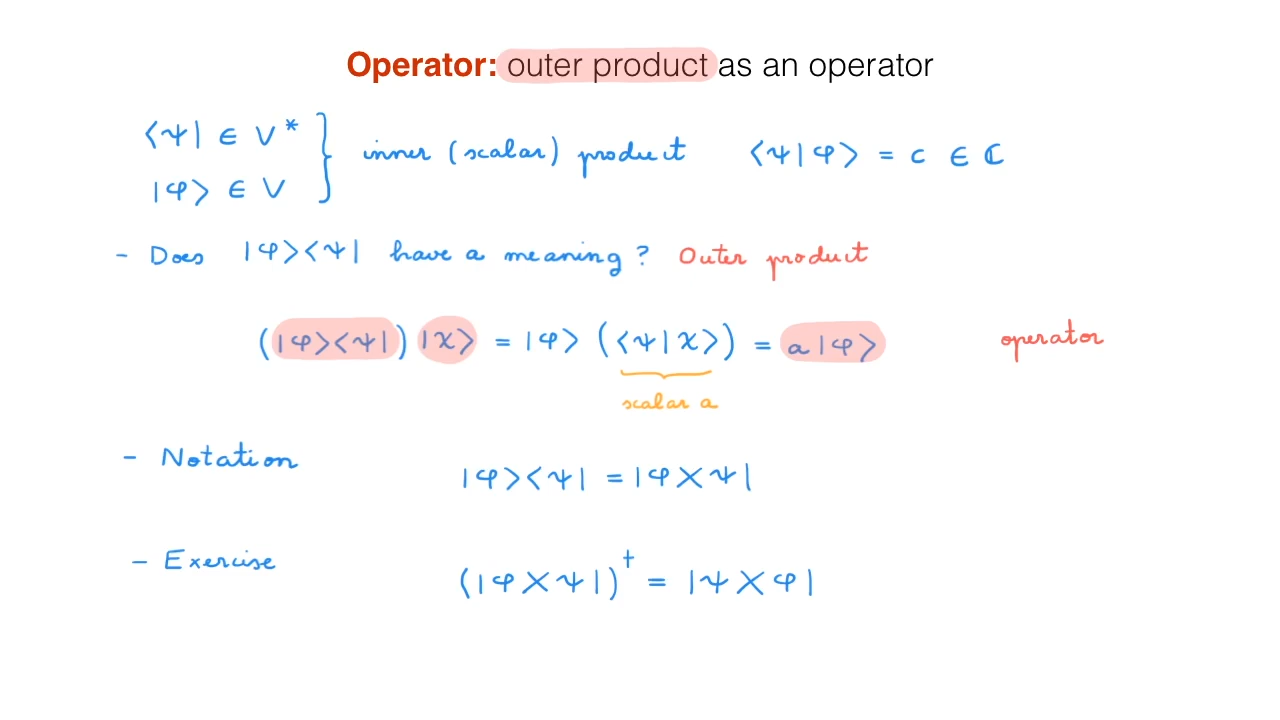 Operator: outer product as an operator
⟨ψ| ∈ V*
|φ⟩ ∈ V
inner (scalar) product ⟨ψ|φ⟩ = c ∈ ℂ
- Does |φ⟩⟨ψ| have a meaning? Outer product
(|φ⟩⟨ψ|) |χ⟩ = |φ⟩ (⟨ψ|χ⟩) = a|φ⟩ operator
scalar a
- Notation |φ⟩⟨ψ| = |φ╳ψ|
- Exercise (|φ╳ψ|)† = |ψ╳φ|